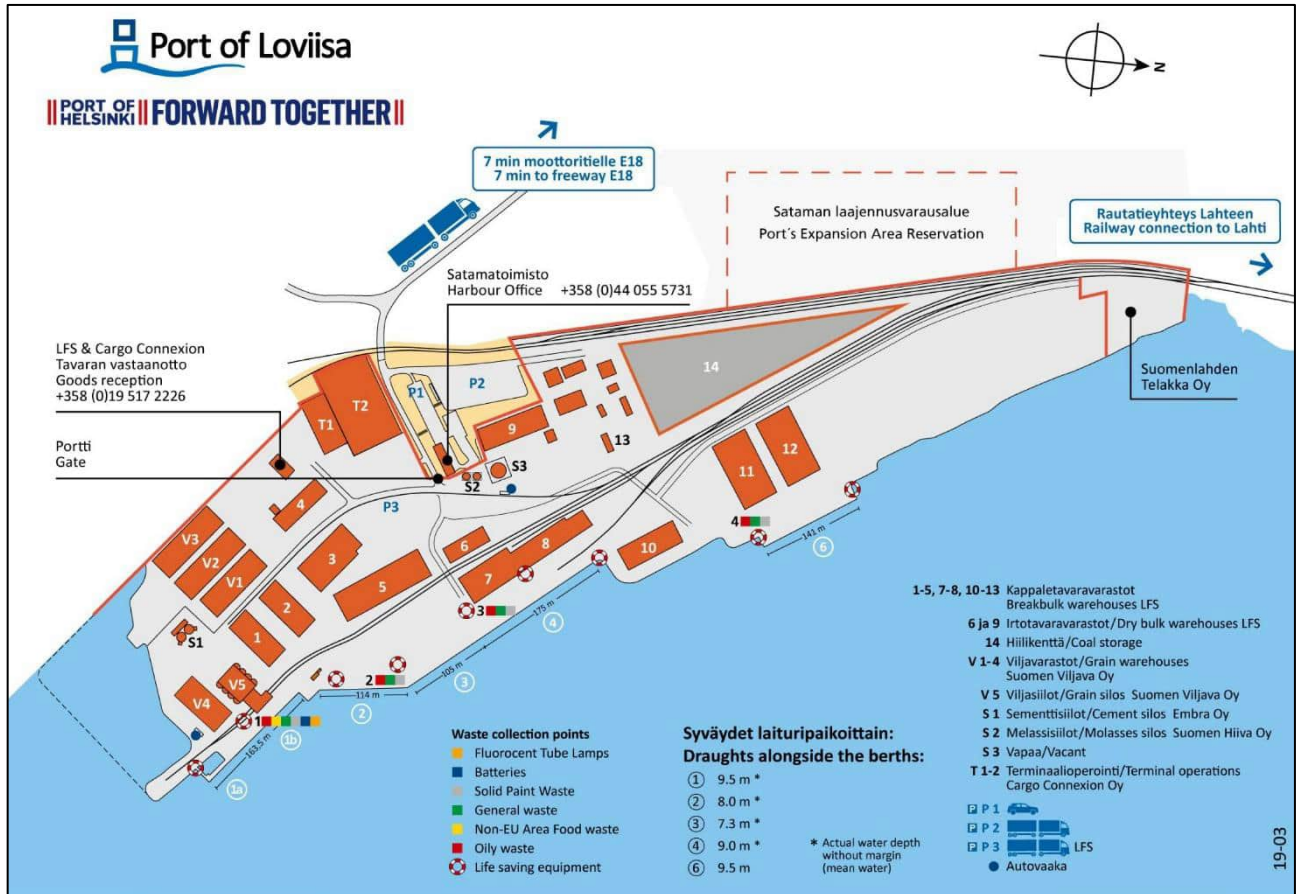 Port of Loviisa
PORT OF HELSINKI FORWARD TOGETHER
N
7 min moottoritielle E18
7 min to freeway E18
Sataman laajennusvarausalue
Port´s Expansion Area Reservation
Rautatieyhteys Lahteen
Railway connection to Lahti
Satamatoimisto
Harbour Office +358 (0)44 055 5731
LFS & Cargo Connexion
Tavaran vastaanotto
Goods reception
+358 (0)19 517 2226
Portti
Gate
Suomenlahden
Telakka Oy
T1
T2
P1
P2
9
13
14
S3
S2
11
12
4
P3
V3
V2
V1
3
5
6
8
7
10
4
141 m
6
2
1
S1
V5
V4
3
175 m
4
105 m
3
2
114 m
2
1
163,5 m
1b
1a
Waste collection points
Fluorocent Tube Lamps
Batteries
Solid Paint Waste
General waste
Non-EU Area Food waste
Oily waste
Life saving equipment
Syväydet laituripaikoittain:
Draughts alongside the berths:
1 9.5 m *
2 8.0 m *
3 7.3 m *
4 9.0 m *
6 9.5 m
* Actual water depth
without margin
(mean water)
1-5, 7-8, 10-13 Kappaletavaravarastot
Breakbulk warehouses LFS
6 ja 9 Irtotavaravarastot/Dry bulk warehouses LFS
14 Hiilikenttä/Coal storage
V 1-4 Viljavarastot/Grain warehouses
Suomen Viljava Oy
V 5 Viljasiilot/Grain silos Suomen Viljava Oy
S 1 Sementtisiilot/Cement silos Embra Oy
S 2 Melassisiilot/Molasses silos Suomen Hiiva Oy
S 3 Vapaa/Vacant
T 1-2 Terminaalioperointi/Terminal operations
Cargo Connexion Oy
P P 1
P P 2
P P 3 LFS
Autovaaka
19-03